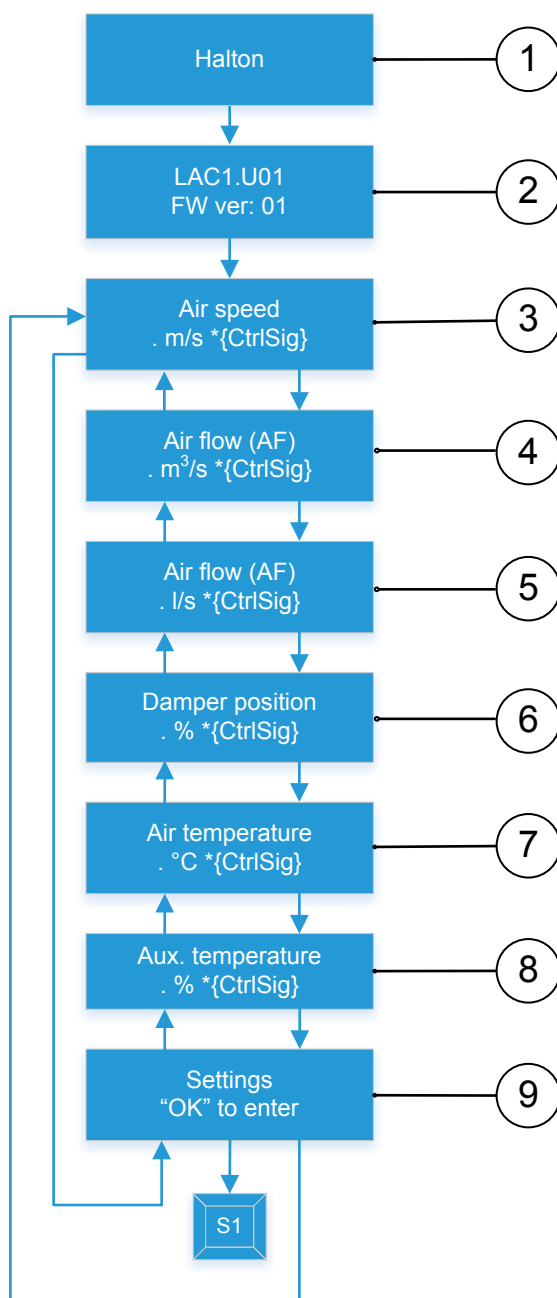 Halton
1
LAC1.U01
FW ver: 01
2
Air speed
. m/s *{CtrlSig}
3
Air flow (AF)
. m³/s *{CtrlSig}
4
Air flow (AF)
. l/s *{CtrlSig}
5
Damper position
. % *{CtrlSig}
6
Air temperature
. °C *{CtrlSig}
7
Aux. temperature
. % *{CtrlSig}
8
Settings
“OK” to enter
9
S1